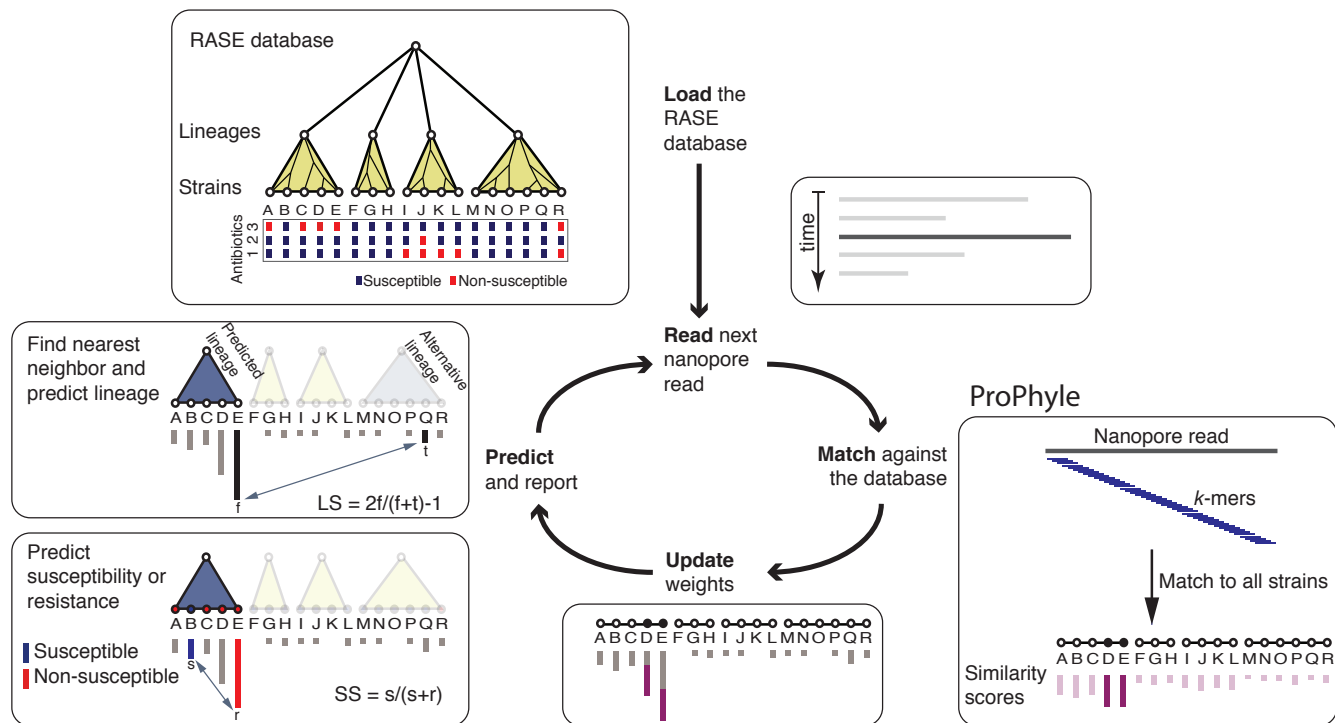 RASE database
Lineages
Strains
A B C D E F G H I J K L M N O P Q R
Antibiotics
3
2
1
Susceptible
Non-susceptible
Load the
RASE
database
time
Read next
nanopore
read
Match against
the database
Update
weights
Predict
and report
Find nearest
neighbor and
predict lineage
Predicted
lineage
Alternative
lineage
A B C D E F G H I J K L M N O P Q R
f
t
LS = 2f/(f+t)-1
Predict
susceptibility or
resistance
A B C D E F G H I J K L M N O P Q R
Susceptible
Non-susceptible
s
r
SS = s/(s+r)
A B C D E F G H I J K L M N O P Q R
ProPhyle
Nanopore read
k-mers
Match to all strains
A B C D E F G H I J K L M N O P Q R
Similarity
scores